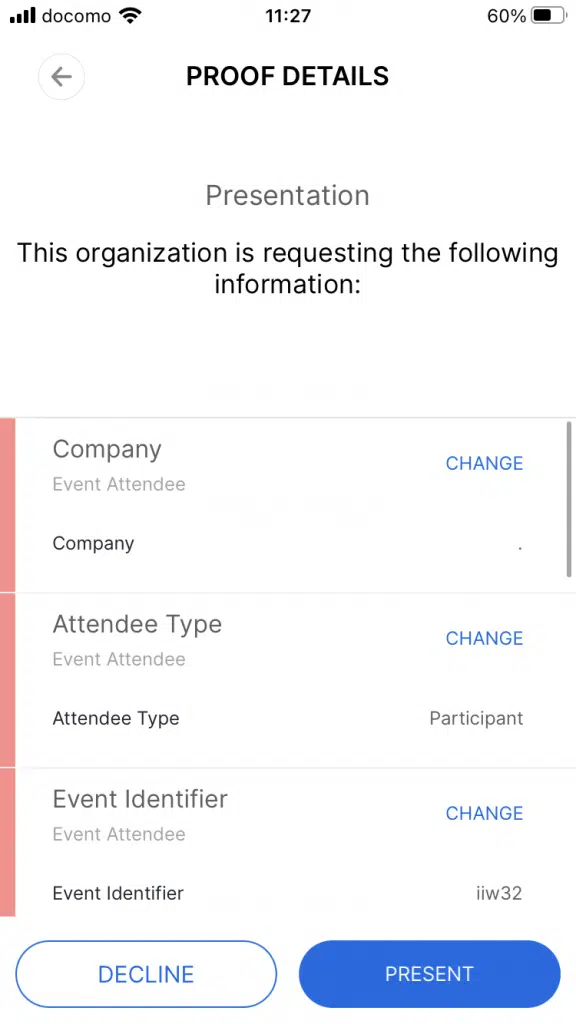 docomo 11:27 60%
PROOF DETAILS
Presentation
This organization is requesting the following
information:
Company
CHANGE
Event Attendee
Company .
Attendee Type
CHANGE
Event Attendee
Attendee Type Participant
Event Identifier
CHANGE
Event Attendee
Event Identifier iiw32
DECLINE PRESENT